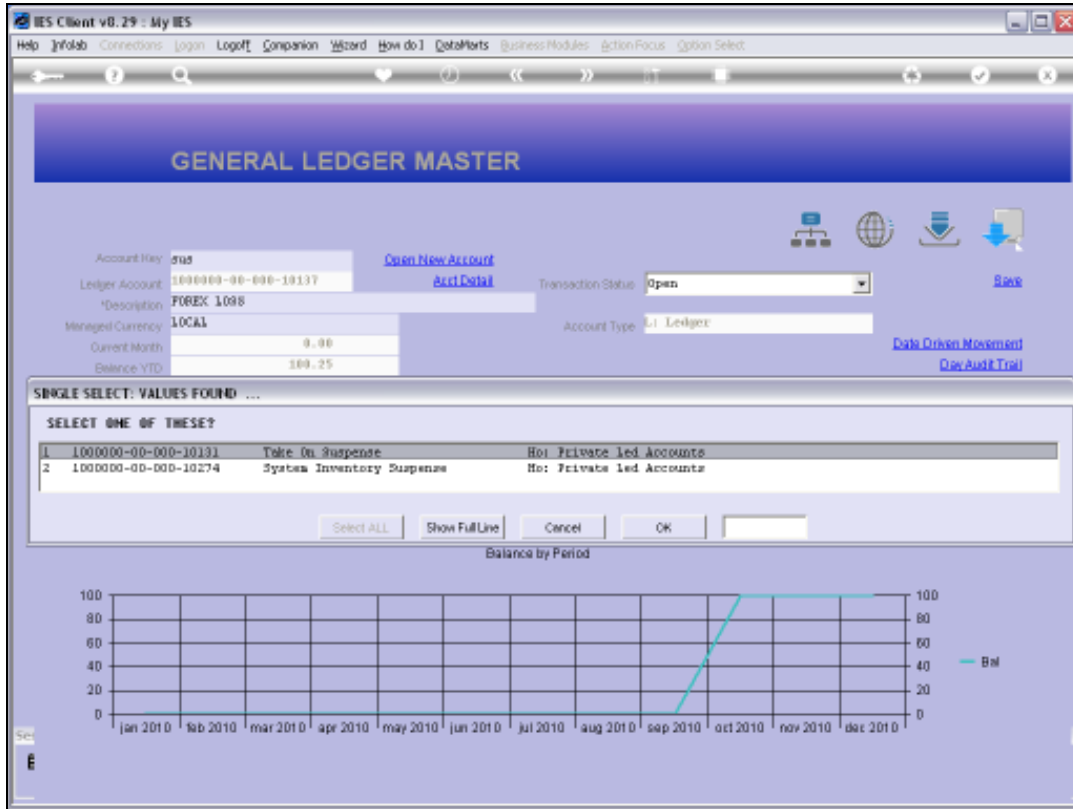 IES Client v8.29 : My IES
Help Infolab Connections Logon Logoff Companion Wizard How do I DataMarts Business Modules Action Focus Option Select
GENERAL LEDGER MASTER
Account Key sus Open New Account
Ledger Account 1000000-00-000-10137 Acct Detail Transaction Status Open Save
*Description FOREX LOSS
Managed Currency LOCAL Account Type L: Ledger
Current Month 0.00 Date Driven Movement
Balance YTD 100.25 Day Audit Trail
SINGLE SELECT: VALUES FOUND ...
SELECT ONE OF THESE?
1 1000000-00-000-10131 Take On Suspense Ho: Private Led Accounts
2 1000000-00-000-10274 System Inventory Suspense Ho: Private Led Accounts
Select ALL Show Full Line Cancel OK
Balance by Period
100 100
80 80
60 60
40 40 Bal
20 20
0 0
jan 2010 feb 2010 mar 2010 apr 2010 may 2010 jun 2010 jul 2010 aug 2010 sep 2010 oct 2010 nov 2010 dec 2010